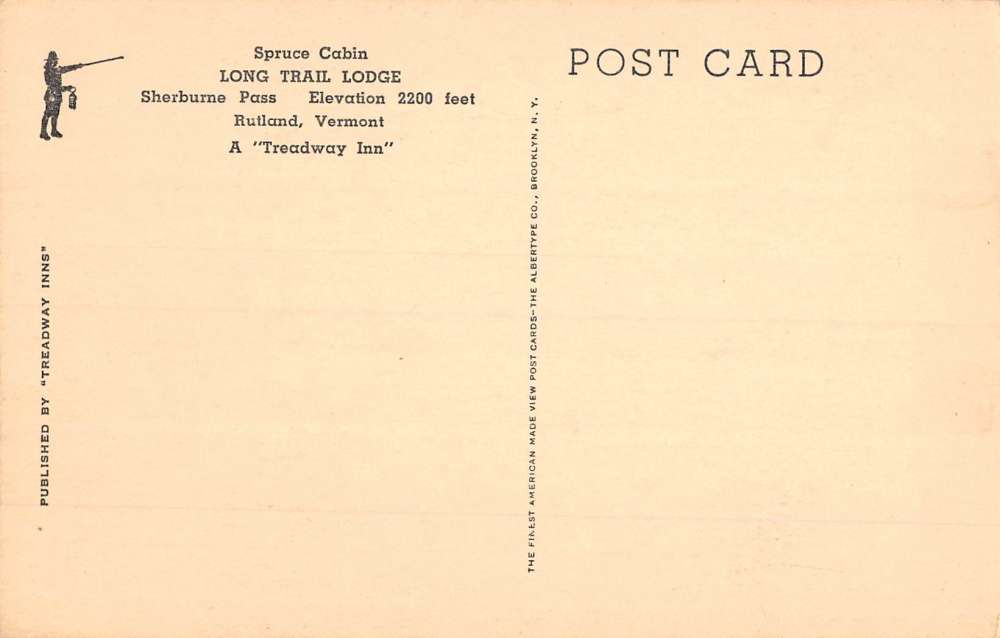 Spruce Cabin
LONG TRAIL LODGE
Sherburne Pass Elevation 2200 feet
Rutland, Vermont
A "Treadway Inn"
PUBLISHED BY "TREADWAY INNS"
THE FINEST AMERICAN MADE VIEW POST CARDS—THE ALBERTYPE CO., BROOKLYN, N. Y.
POST CARD